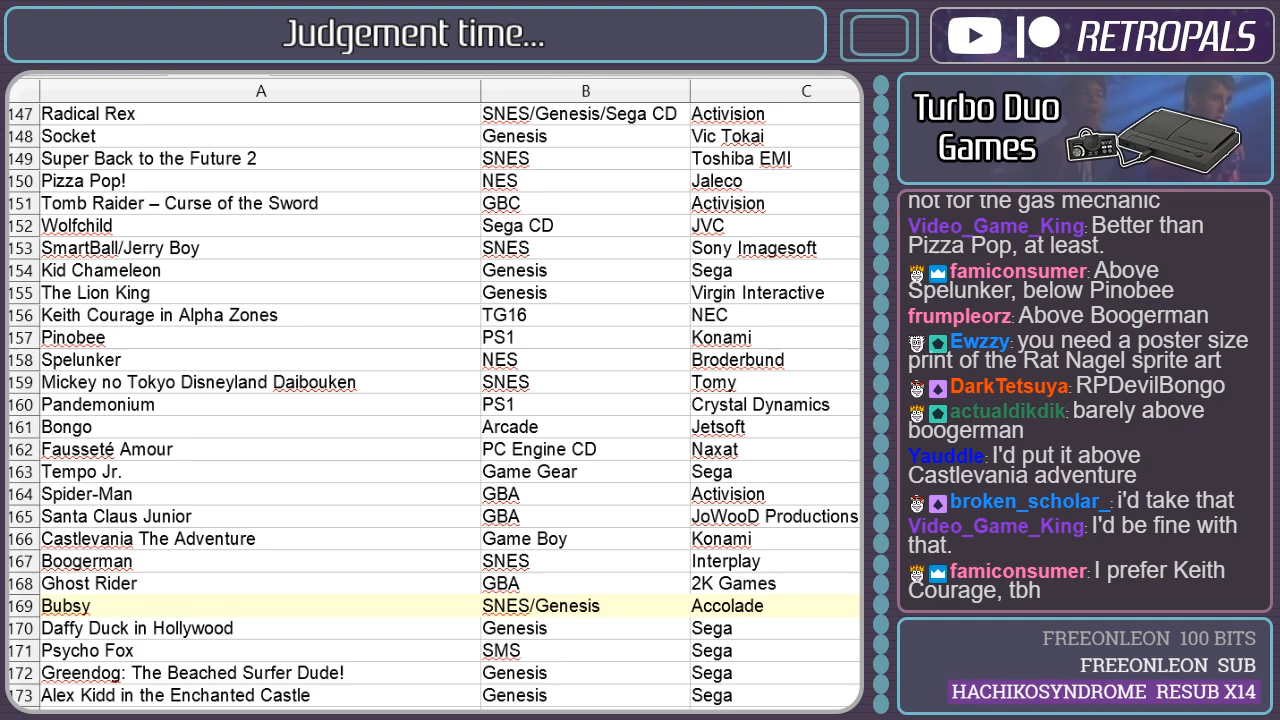 Judgement time...
RETROPALS
A B C
147 Radical Rex SNES/Genesis/Sega CD Activision
148 Socket Genesis Vic Tokai
149 Super Back to the Future 2 SNES Toshiba EMI
150 Pizza Pop! NES Jaleco
151 Tomb Raider – Curse of the Sword GBC Activision
152 Wolfchild Sega CD JVC
153 SmartBall/Jerry Boy SNES Sony Imagesoft
154 Kid Chameleon Genesis Sega
155 The Lion King Genesis Virgin Interactive
156 Keith Courage in Alpha Zones TG16 NEC
157 Pinobee PS1 Konami
158 Spelunker NES Broderbund
159 Mickey no Tokyo Disneyland Daibouken SNES Tomy
160 Pandemonium PS1 Crystal Dynamics
161 Bongo Arcade Jetsoft
162 Fausseté Amour PC Engine CD Naxat
163 Tempo Jr. Game Gear Sega
164 Spider-Man GBA Activision
165 Santa Claus Junior GBA JoWooD Productions
166 Castlevania The Adventure Game Boy Konami
167 Boogerman SNES Interplay
168 Ghost Rider GBA 2K Games
169 Bubsy SNES/Genesis Accolade
170 Daffy Duck in Hollywood Genesis Sega
171 Psycho Fox SMS Sega
172 Greendog: The Beached Surfer Dude! Genesis Sega
173 Alex Kidd in the Enchanted Castle Genesis Sega
Turbo Duo
Games
not for the gas mechanic
Video_Game_King: Better than
Pizza Pop, at least.
famiconsumer: Above
Spelunker, below Pinobee
frumpleorz: Above Boogerman
Ewzzy: you need a poster size
print of the Rat Nagel sprite art
DarkTetsuya: RPDevilBongo
actualdikdik: barely above
boogerman
Yauddle: I'd put it above
Castlevania adventure
broken_scholar_: i'd take that
Video_Game_King: I'd be fine with
that.
famiconsumer: I prefer Keith
Courage, tbh
FREEONLEON 100 BITS
FREEONLEON SUB
HACHIKOSYNDROME RESUB X14